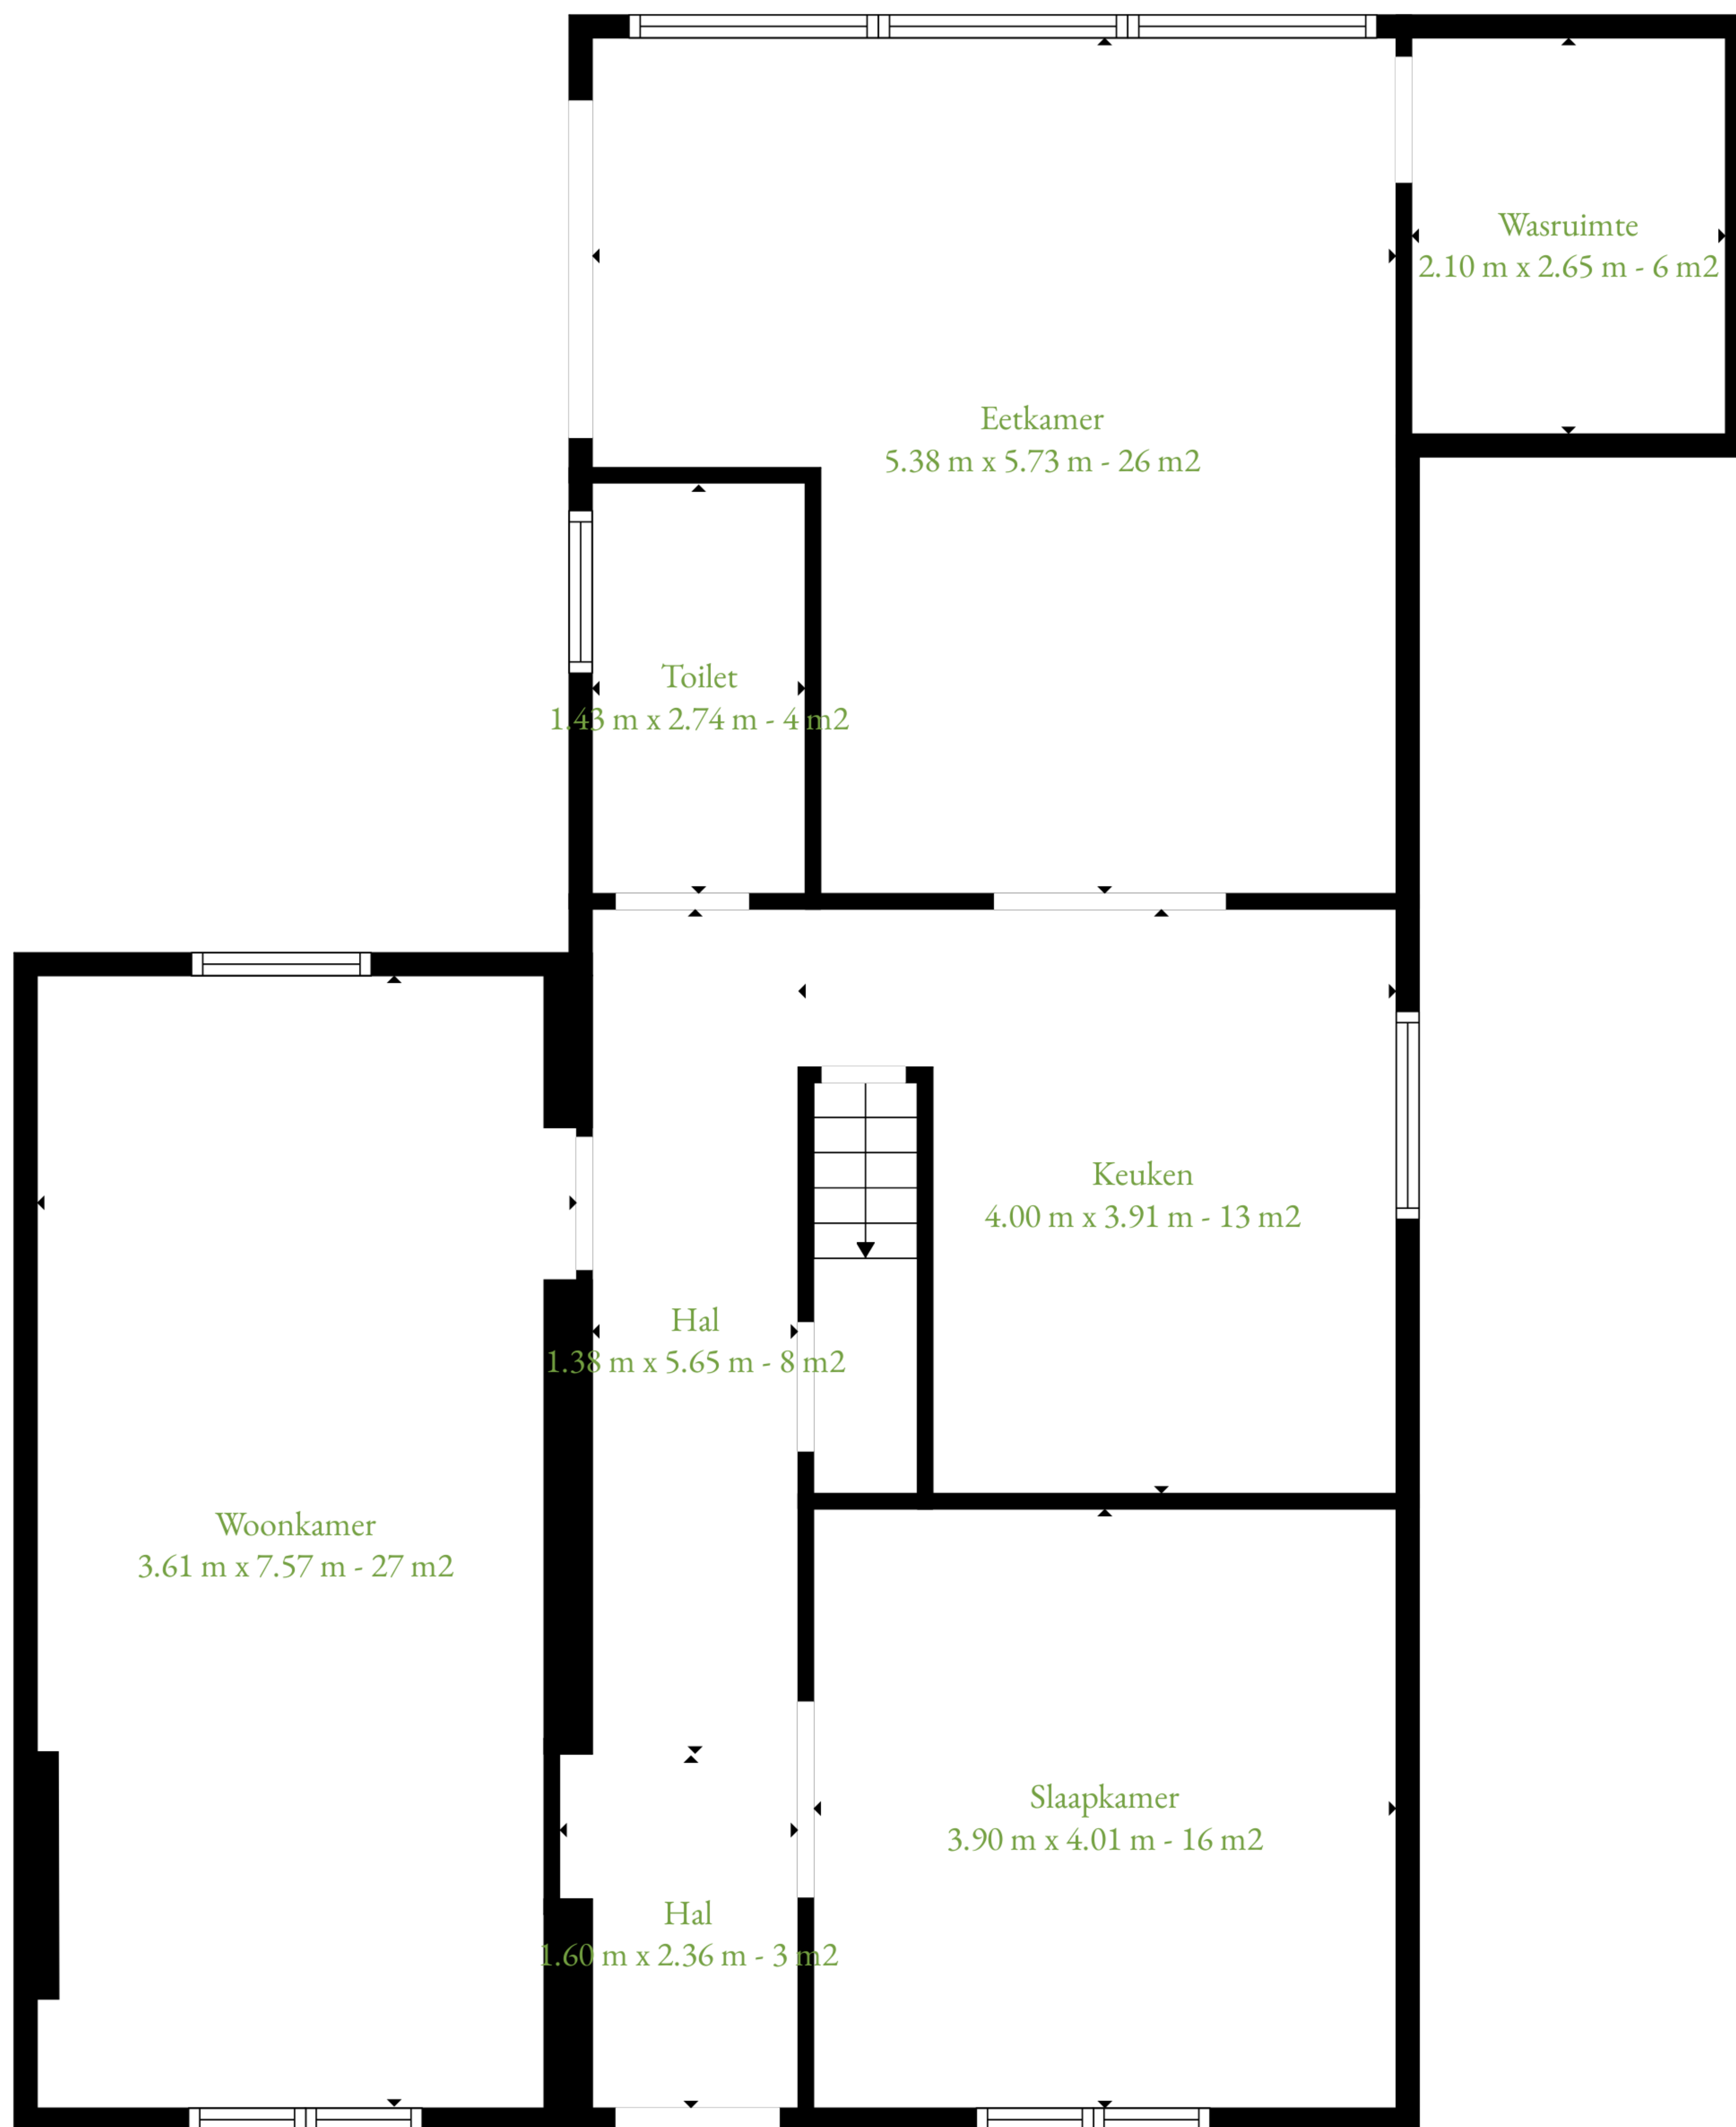 Wasruimte
2.10 m x 2.65 m - 6 m2
Eetkamer
5.38 m x 5.73 m - 26 m2
Toilet
1.43 m x 2.74 m - 4 m2
Keuken
4.00 m x 3.91 m - 13 m2
Hal
1.38 m x 5.65 m - 8 m2
Woonkamer
3.61 m x 7.57 m - 27 m2
Slaapkamer
3.90 m x 4.01 m - 16 m2
Hal
1.60 m x 2.36 m - 3 m2